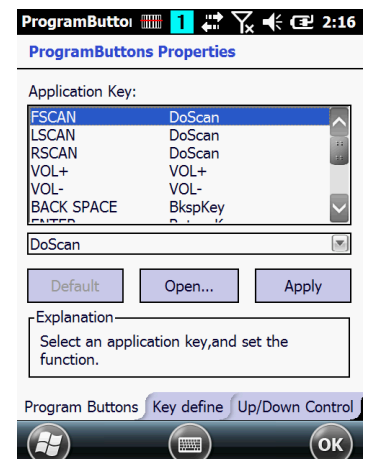 ProgramButto 1 2:16
ProgramButtons Properties
Application Key:
FSCAN DoScan
LSCAN DoScan
RSCAN DoScan
VOL+ VOL+
VOL- VOL-
BACK SPACE BkspKey
DoScan
Default Open... Apply
Explanation
Select an application key,and set the
function.
Program Buttons Key define Up/Down Control
OK